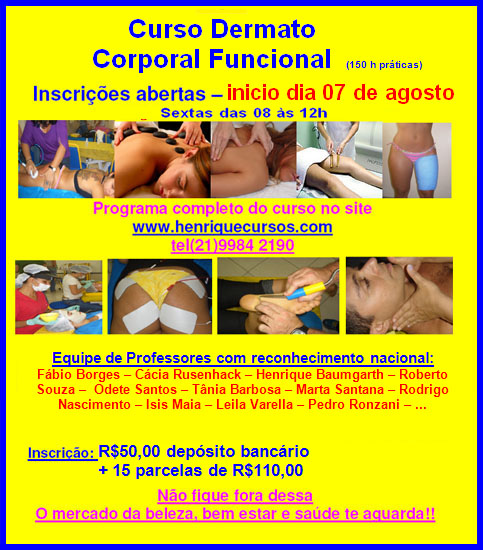 Curso Dermato
Corporal Funcional (150 h práticas)
Inscrições abertas – inicio dia 07 de agosto
Sextas das 08 às 12h
Programa completo do curso no site
www.henriquecursos.com
tel(21)9984 2190
Equipe de Professores com reconhecimento nacional:
Fábio Borges – Cácia Rusenhack – Henrique Baumgarth – Roberto
Souza – Odete Santos – Tânia Barbosa – Marta Santana – Rodrigo
Nascimento – Isis Maia – Leila Varella – Pedro Ronzani – ...
Inscrição: R$50,00 depósito bancário
+ 15 parcelas de R$110,00
Não fique fora dessa
O mercado da beleza, bem estar e saúde te aguarda!!